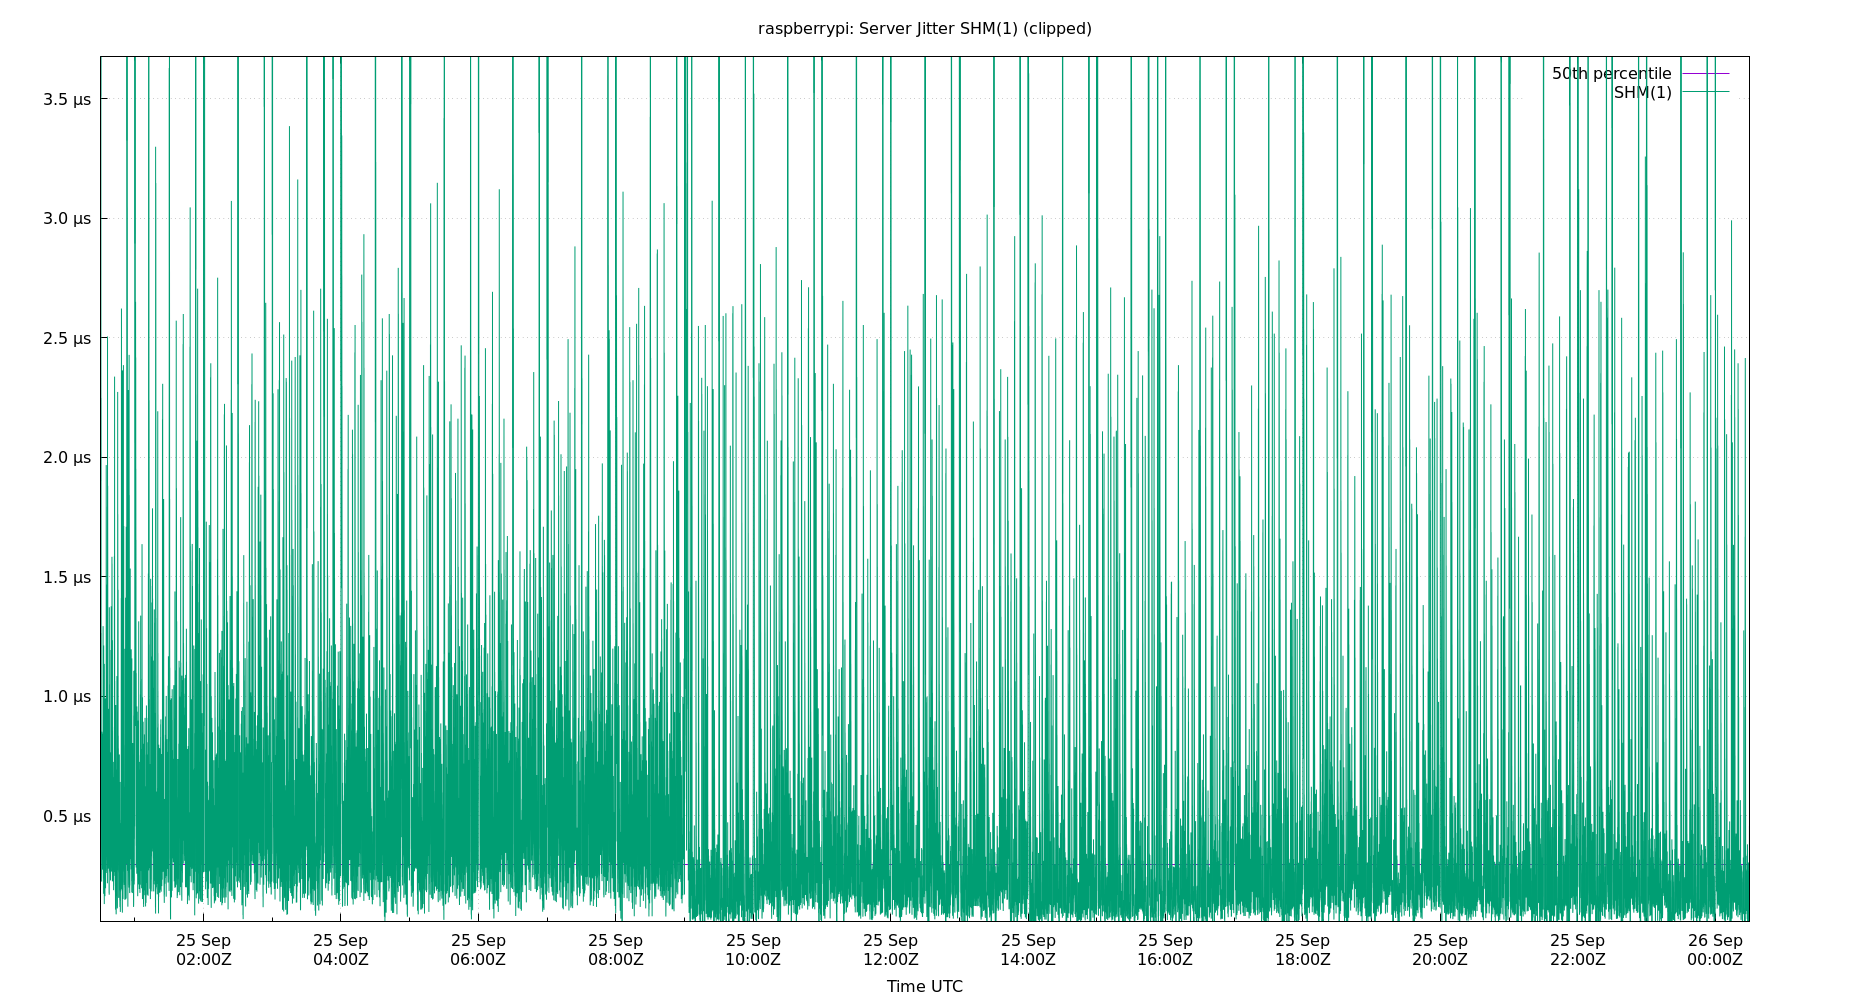 raspberrypi: Server Jitter SHM(1) (clipped)
50th percentile
SHM(1)
3.5 µs
3.0 µs
2.5 µs
2.0 µs
1.5 µs
1.0 µs
0.5 µs
25 Sep 25 Sep 25 Sep 25 Sep 25 Sep 25 Sep 25 Sep 25 Sep 25 Sep 25 Sep 25 Sep 26 Sep
02:00Z 04:00Z 06:00Z 08:00Z 10:00Z 12:00Z 14:00Z 16:00Z 18:00Z 20:00Z 22:00Z 00:00Z
Time UTC